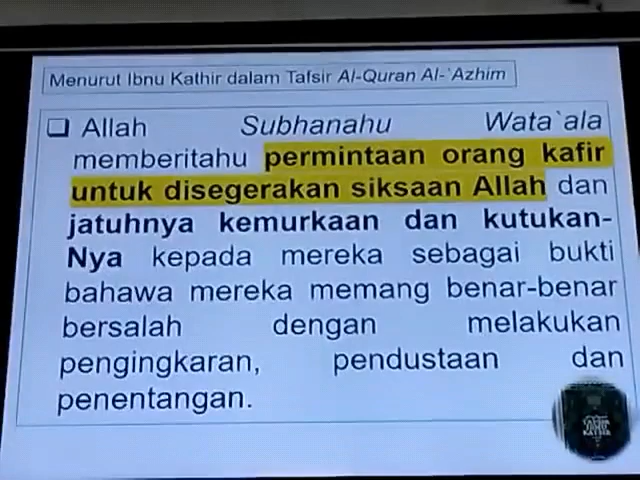 Menurut Ibnu Kathir dalam Tafsir Al-Quran Al-`Azhim
❑ Allah Subhanahu Wata`ala
memberitahu permintaan orang kafir
untuk disegerakan siksaan Allah dan
jatuhnya kemurkaan dan kutukan-
Nya kepada mereka sebagai bukti
bahawa mereka memang benar-benar
bersalah dengan melakukan
pengingkaran, pendustaan dan
penentangan.